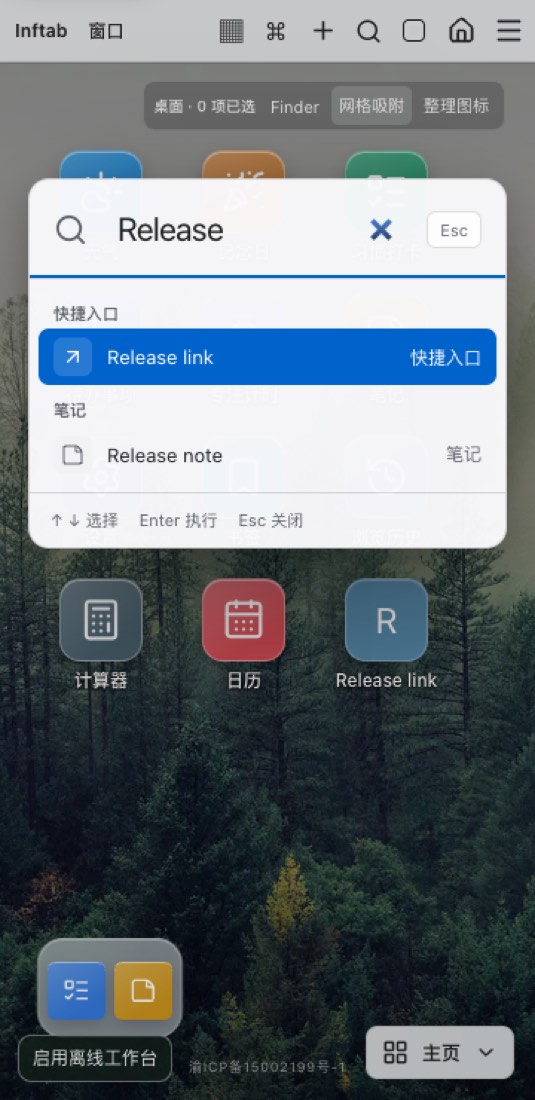 Inftab 窗口
桌面 · 0 项已选 Finder 网格吸附 整理图标
Release Esc
快捷入口
Release link 快捷入口
笔记
Release note 笔记
↑ ↓ 选择 Enter 执行 Esc 关闭
计算器 日历 R Release link
启用离线工作台 渝ICP备15002199号-1 主页